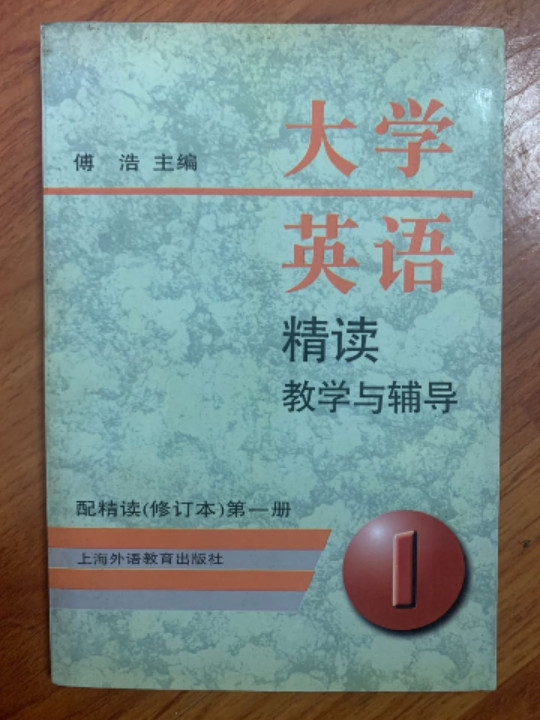 傅 浩 主编
大学
英语
精读
教学与辅导
配精读(修订本)第一册
上海外语教育出版社
1